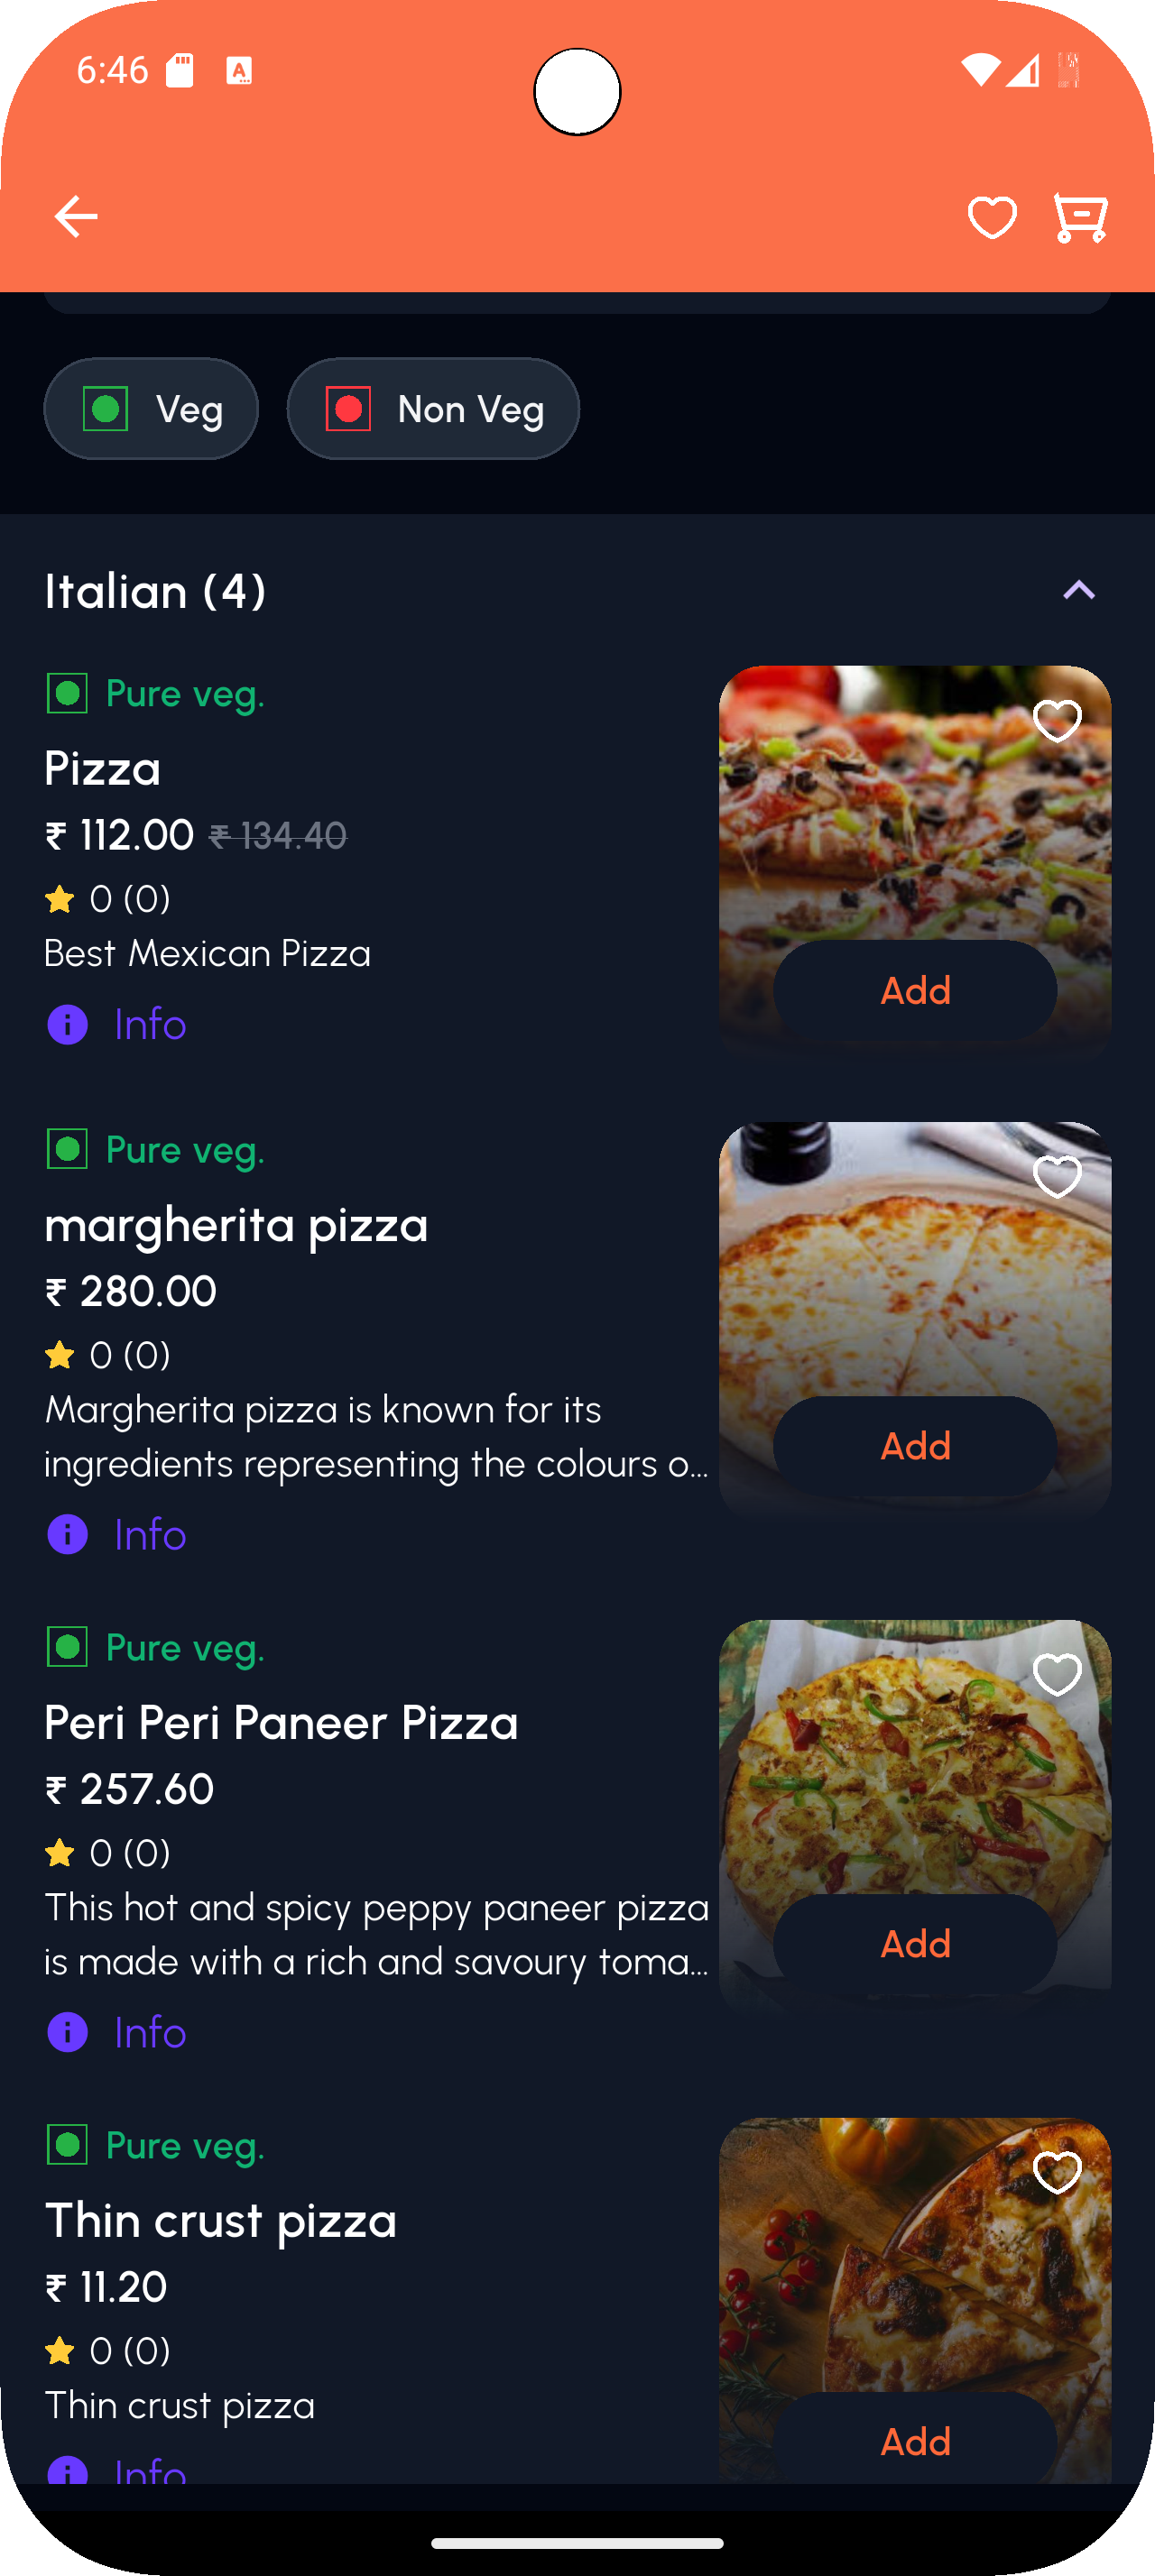 6:46
Veg
Non Veg
Italian (4)
Pure veg.
Pizza
₹ 112.00 ₹ 134.40
0 (0)
Best Mexican Pizza
Info
Add
Pure veg.
margherita pizza
₹ 280.00
0 (0)
Margherita pizza is known for its
ingredients representing the colours o...
Info
Add
Pure veg.
Peri Peri Paneer Pizza
₹ 257.60
0 (0)
This hot and spicy peppy paneer pizza
is made with a rich and savoury toma...
Info
Add
Pure veg.
Thin crust pizza
₹ 11.20
0 (0)
Thin crust pizza
Info
Add